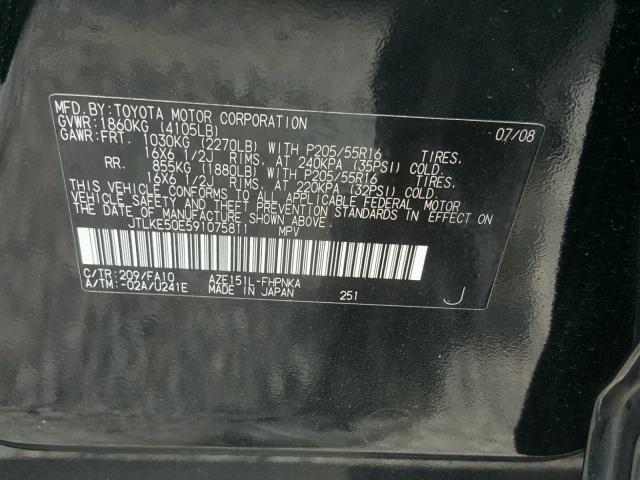 MFD. BY: TOYOTA MOTOR CORPORATION 07/08
GVWR: 1860KG (4105LB)
GAWR: FRT. 1030KG (2270LB) WITH P205/55R16 TIRES.
16X6 1/2J RIMS. AT 240KPA (35PSI) COLD.
RR. 855KG (1880LB) WITH P205/55R16 TIRES.
16X6 1/2J RIMS. AT 220KPA (32PSI) COLD.
THIS VEHICLE CONFORMS TO ALL APPLICABLE FEDERAL MOTOR
VEHICLE SAFETY AND THEFT PREVENTION STANDARDS IN EFFECT ON
THE DATE OF MANUFACTURE SHOWN ABOVE.
JTLKE50E591075811 MPV
C/TR: 209/FA10 AZE151L-FHPNKA
A/TM: -02A/U241E MADE IN JAPAN 251 J